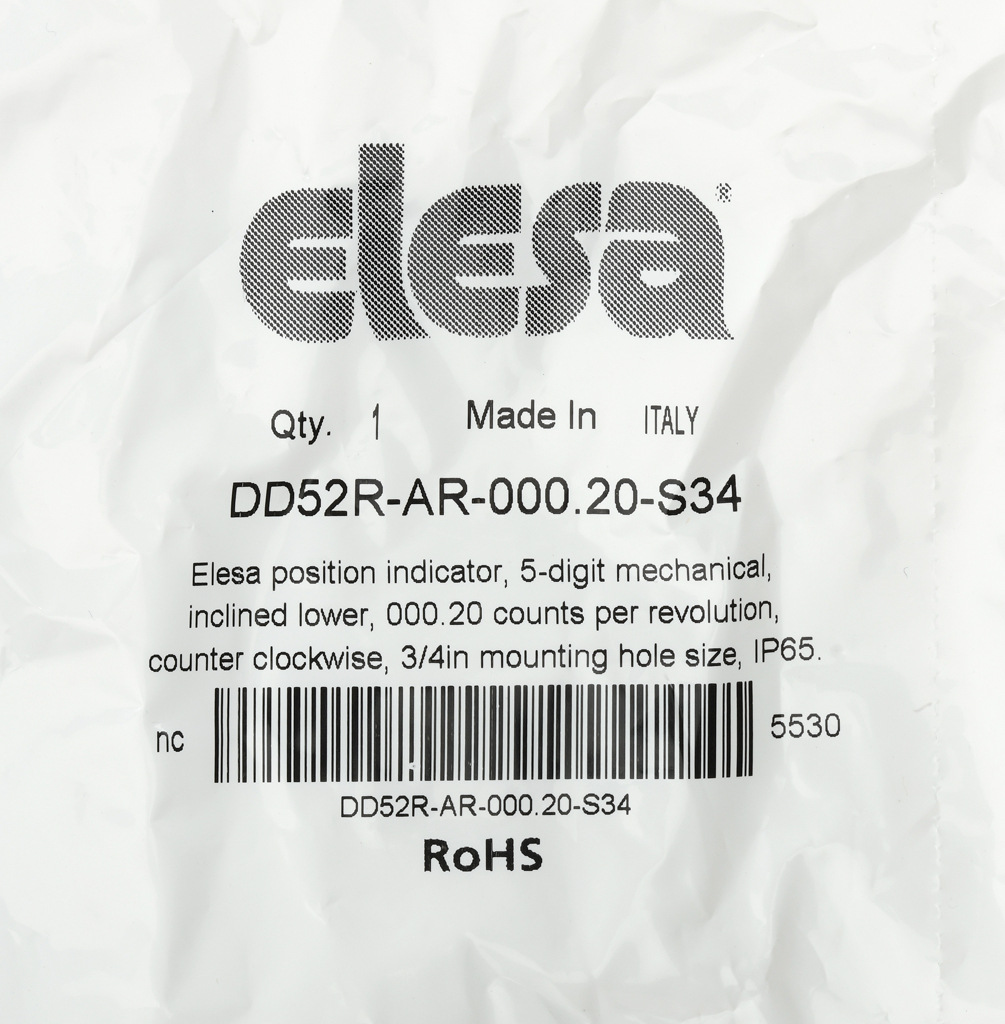 elesa®
Qty. 1 Made In ITALY
DD52R-AR-000.20-S34
Elesa position indicator, 5-digit mechanical,
inclined lower, 000.20 counts per revolution,
counter clockwise, 3/4in mounting hole size, IP65.
nc 5530
DD52R-AR-000.20-S34
RoHS